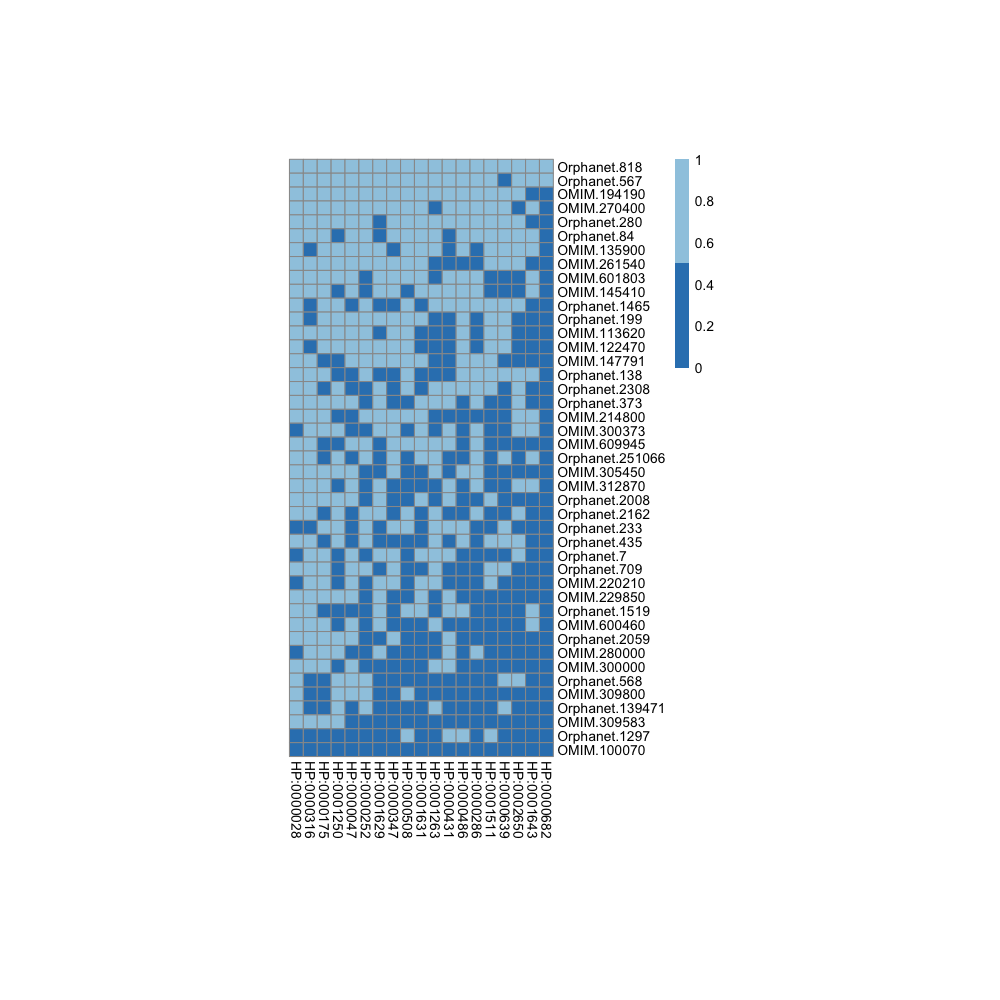 Orphanet.818
Orphanet.567
OMIM.194190
OMIM.270400
Orphanet.280
Orphanet.84
OMIM.135900
OMIM.261540
OMIM.601803
OMIM.145410
Orphanet.1465
Orphanet.199
OMIM.113620
OMIM.122470
OMIM.147791
Orphanet.138
Orphanet.2308
Orphanet.373
OMIM.214800
OMIM.300373
OMIM.609945
Orphanet.251066
OMIM.305450
OMIM.312870
Orphanet.2008
Orphanet.2162
Orphanet.233
Orphanet.435
Orphanet.7
Orphanet.709
OMIM.220210
OMIM.229850
Orphanet.1519
OMIM.600460
Orphanet.2059
OMIM.280000
OMIM.300000
Orphanet.568
OMIM.309800
Orphanet.139471
OMIM.309583
Orphanet.1297
OMIM.100070
1
0.8
0.6
0.4
0.2
0
HP:0000028
HP:0000316
HP:0000175
HP:0001250
HP:0000047
HP:0000252
HP:0001629
HP:0000347
HP:0000508
HP:0001631
HP:0001263
HP:0000431
HP:0000486
HP:0000286
HP:0001511
HP:0000639
HP:0002650
HP:0001643
HP:0000682